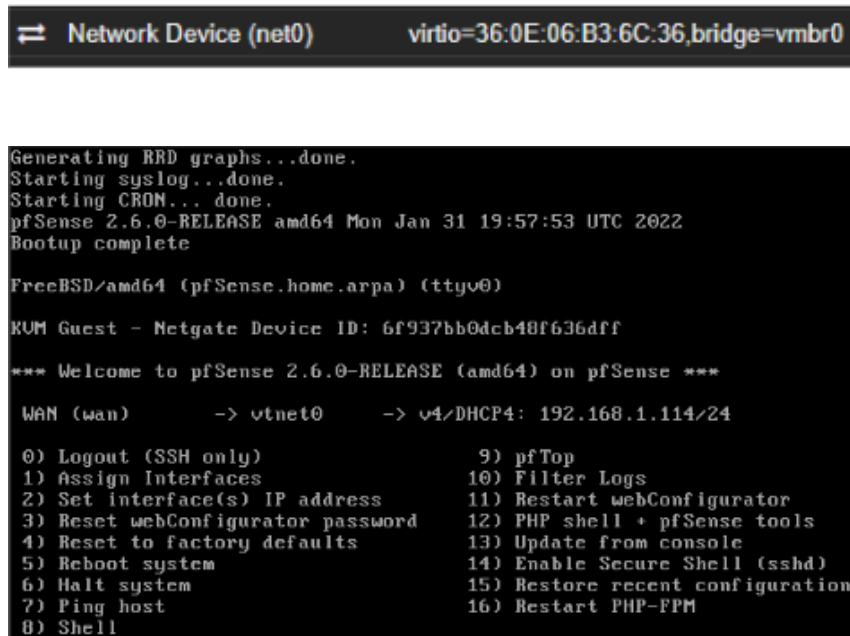 Network Device (net0) virtio=36:0E:06:B3:6C:36,bridge=vmbr0
Generating RRD graphs...done.
Starting syslog...done.
Starting CRON... done.
pfSense 2.6.0-RELEASE amd64 Mon Jan 31 19:57:53 UTC 2022
Bootup complete
FreeBSD/amd64 (pfSense.home.arpa) (ttyv0)
KVM Guest - Netgate Device ID: 6f937bb0dcb48f636dff
*** Welcome to pfSense 2.6.0-RELEASE (amd64) on pfSense ***
WAN (wan) -> vtnet0 -> v4/DHCP4: 192.168.1.114/24
0) Logout (SSH only) 9) pfTop
1) Assign Interfaces 10) Filter Logs
2) Set interface(s) IP address 11) Restart webConfigurator
3) Reset webConfigurator password 12) PHP shell + pfSense tools
4) Reset to factory defaults 13) Update from console
5) Reboot system 14) Enable Secure Shell (sshd)
6) Halt system 15) Restore recent configuration
7) Ping host 16) Restart PHP-FPM
8) Shell